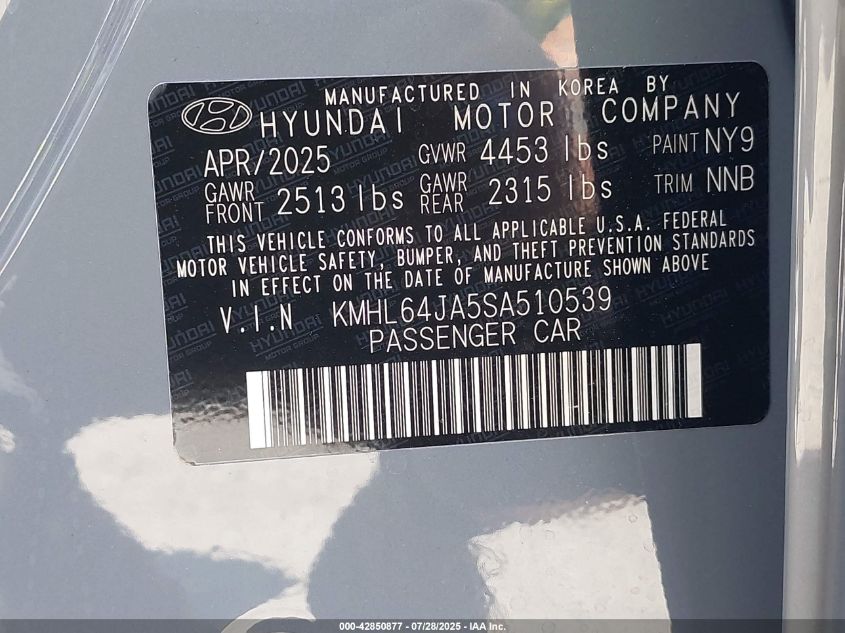 MANUFACTURED IN KOREA BY
HYUNDAI MOTOR COMPANY
APR/2025 GVWR 4453 lbs PAINT NY9
GAWR FRONT 2513 lbs GAWR REAR 2315 lbs TRIM NNB
THIS VEHICLE CONFORMS TO ALL APPLICABLE U.S.A. FEDERAL
MOTOR VEHICLE SAFETY, BUMPER, AND THEFT PREVENTION STANDARDS
IN EFFECT ON THE DATE OF MANUFACTURE SHOWN ABOVE
V.I.N KMHL64JA5SA510539
PASSENGER CAR
000-42850877 - 07/28/2025 - IAA Inc.